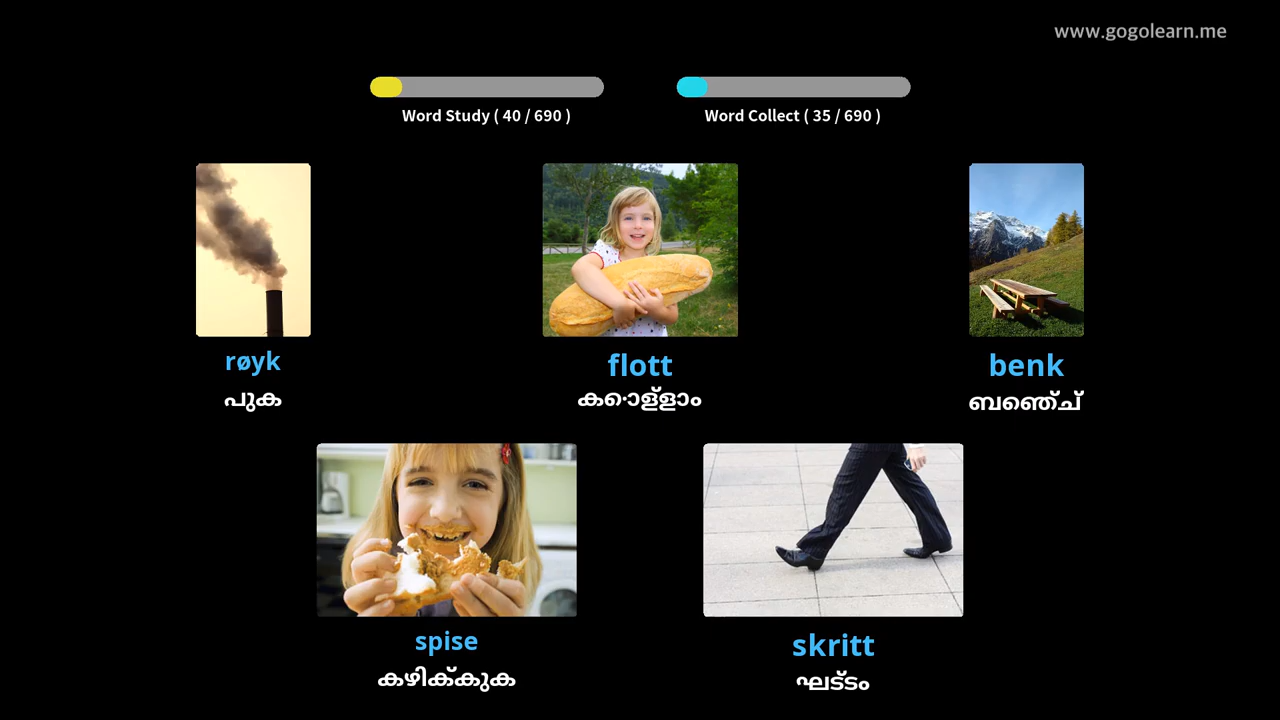 www.gogolearn.me
Word Study ( 40 / 690 )
Word Collect ( 35 / 690 )
røyk
പുക
flott
കൊള്ളാം
benk
ബഞ്ചെ്
spise
കഴിക്കുക
skritt
ഘട്ടം